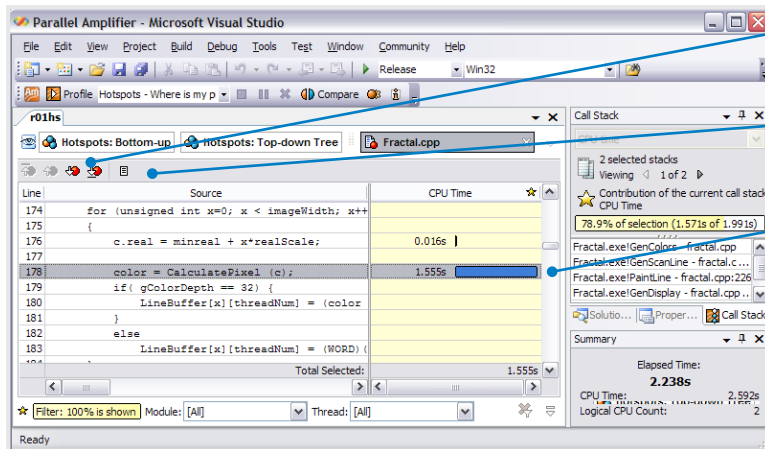 Parallel Amplifier - Microsoft Visual Studio
File Edit View Project Build Debug Tools Test Window Community Help
Release Win32
Am Profile Hotspots - Where is my p Compare
r01hs
Hotspots: Bottom-up Hotspots: Top-down Tree Fractal.cpp
Line Source CPU Time
174 for (unsigned int x=0; x < imageWidth; x++
175 {
176 c.real = minreal + x*realScale; 0.016s
177
178 color = CalculatePixel (c); 1.555s
179 if( gColorDepth == 32) {
180 LineBuffer[x][threadNum] = (color
181 }
182 else
183 LineBuffer[x][threadNum] = (WORD)(
184 }
Total Selected: 1.555s
Filter: 100% is shown Module: [All] Thread: [All]
Ready
Call Stack
CPU Time
2 selected stacks
Viewing 1 of 2
Contribution of the current call stack
CPU Time
78.9% of selection (1.571s of 1.991s)
Fractal.exe!GenColors - fractal.cpp
Fractal.exe!GenScanLine - fractal.c...
Fractal.exe!PaintLine - fractal.cpp:226
Fractal.exe!GenDisplay - fractal.cpp..
Solutio... Proper... Call Stack
Summary
Elapsed Time:
2.238s
CPU Time: 2.592s
Logical CPU Count: 2